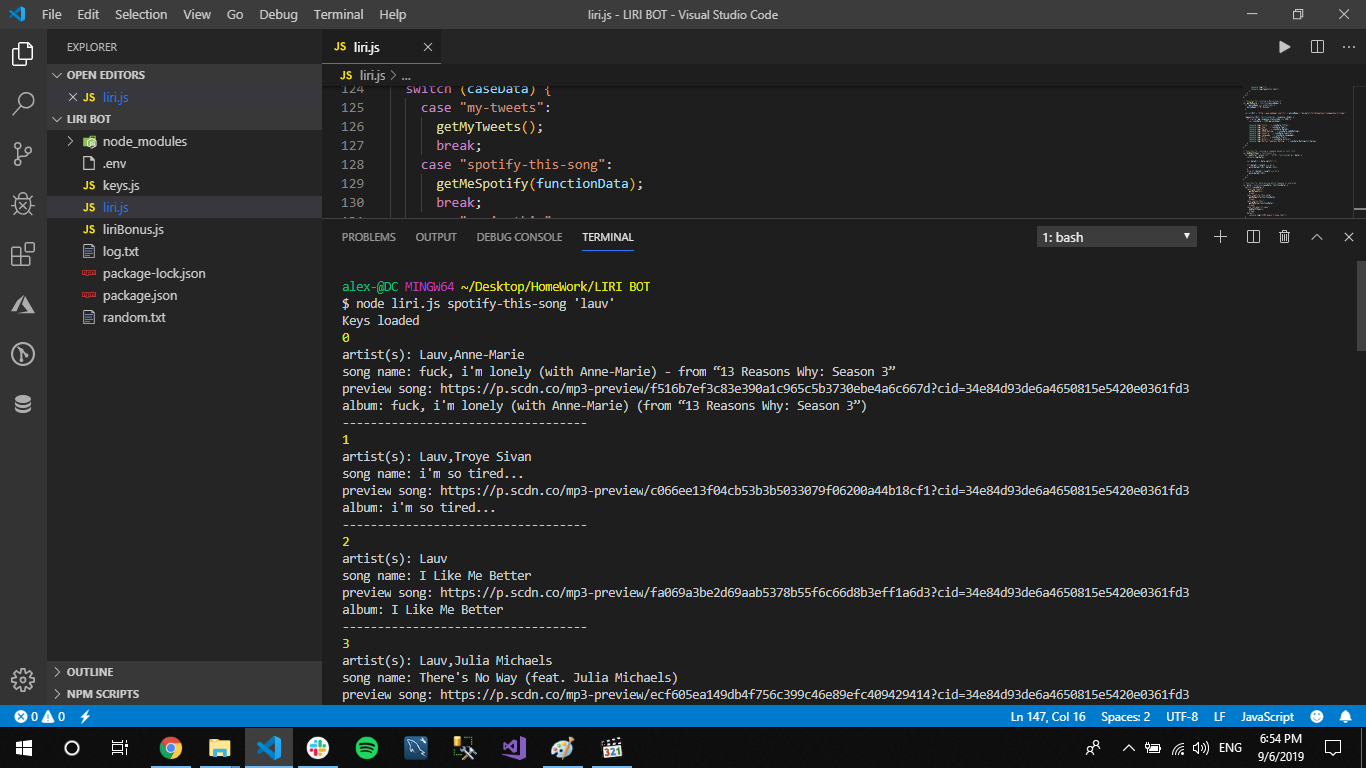 File Edit Selection View Go Debug Terminal Help
liri.js - LIRI BOT - Visual Studio Code
EXPLORER
OPEN EDITORS
JS liri.js
LIRI BOT
node_modules
.env
JS keys.js
JS liri.js
JS liriBonus.js
log.txt
package-lock.json
package.json
random.txt
OUTLINE
NPM SCRIPTS
JS liri.js
JS liri.js > ...
124 switch (caseData) {
125 case "my-tweets":
126 getMyTweets();
127 break;
128 case "spotify-this-song":
129 getMeSpotify(functionData);
130 break;
PROBLEMS OUTPUT DEBUG CONSOLE TERMINAL
1: bash
alex-@DC MINGW64 ~/Desktop/HomeWork/LIRI BOT
$ node liri.js spotify-this-song 'lauv'
Keys loaded
0
artist(s): Lauv,Anne-Marie
song name: fuck, i'm lonely (with Anne-Marie) - from “13 Reasons Why: Season 3”
preview song: https://p.scdn.co/mp3-preview/f516b7ef3c83e390a1c965c5b3730ebe4a6c667d?cid=34e84d93de6a4650815e5420e0361fd3
album: fuck, i'm lonely (with Anne-Marie) (from “13 Reasons Why: Season 3”)
-----------------------------------
1
artist(s): Lauv,Troye Sivan
song name: i'm so tired...
preview song: https://p.scdn.co/mp3-preview/c066ee13f04cb53b3b5033079f06200a44b18cf1?cid=34e84d93de6a4650815e5420e0361fd3
album: i'm so tired...
-----------------------------------
2
artist(s): Lauv
song name: I Like Me Better
preview song: https://p.scdn.co/mp3-preview/fa069a3be2d69aab5378b55f6c66d8b3eff1a6d3?cid=34e84d93de6a4650815e5420e0361fd3
album: I Like Me Better
-----------------------------------
3
artist(s): Lauv,Julia Michaels
song name: There's No Way (feat. Julia Michaels)
preview song: https://p.scdn.co/mp3-preview/ecf605ea149db4f756c399c46e89efc409429414?cid=34e84d93de6a4650815e5420e0361fd3
0 0
Ln 147, Col 16 Spaces: 2 UTF-8 LF JavaScript
321
ENG
6:54 PM
9/6/2019